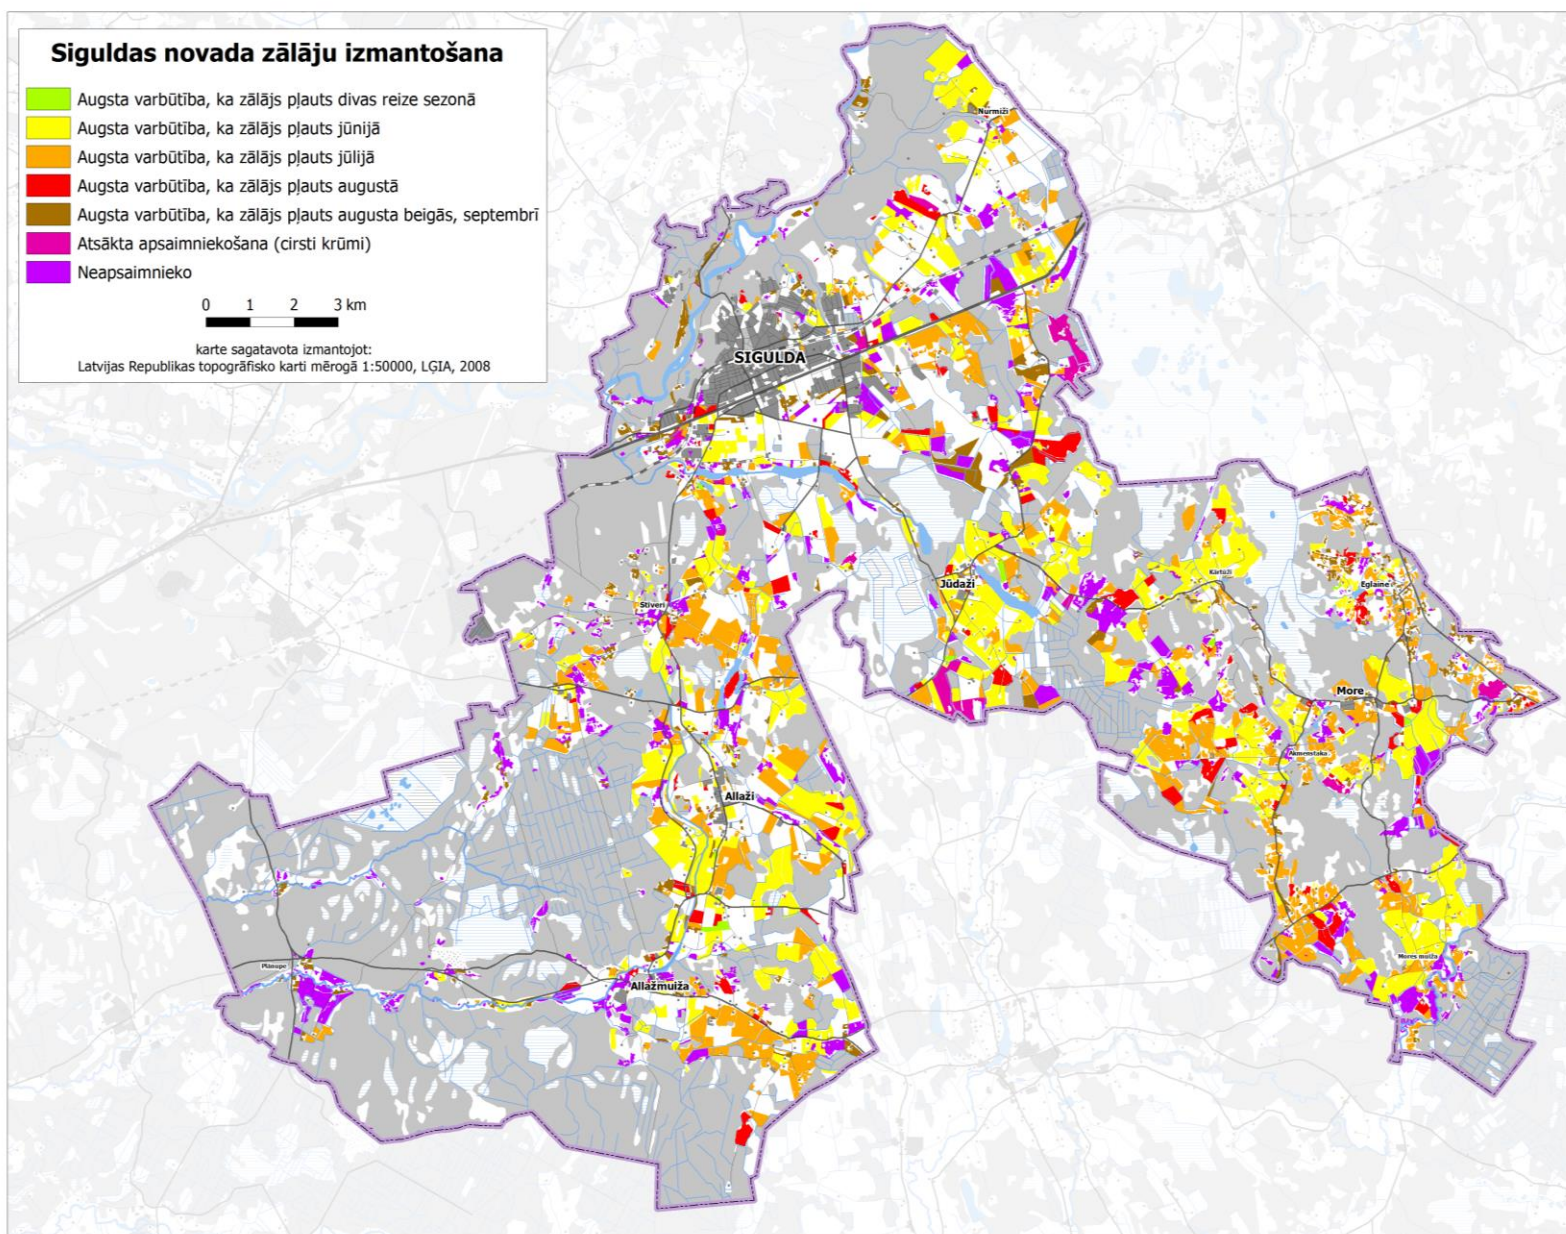 Siguldas novada zālāju izmantošana
Augsta varbūtība, ka zālājs pļauts divas reize sezonā
Augsta varbūtība, ka zālājs pļauts jūnijā
Augsta varbūtība, ka zālājs pļauts jūlijā
Augsta varbūtība, ka zālājs pļauts augustā
Augsta varbūtība, ka zālājs pļauts augusta beigās, septembrī
Atsākta apsaimniekošana (cirsti krūmi)
Neapsaimnieko
0 1 2 3 km
karte sagatavota izmantojot:
Latvijas Republikas topogrāfisko karti mērogā 1:50000, LĢIA, 2008
Nurmiži
SIGULDA
Jūdaži
Kārtūži
Eglaine
Stīveri
More
Akmenstaka
Allaži
Mores muiža
Plānupe
Allažmuiža